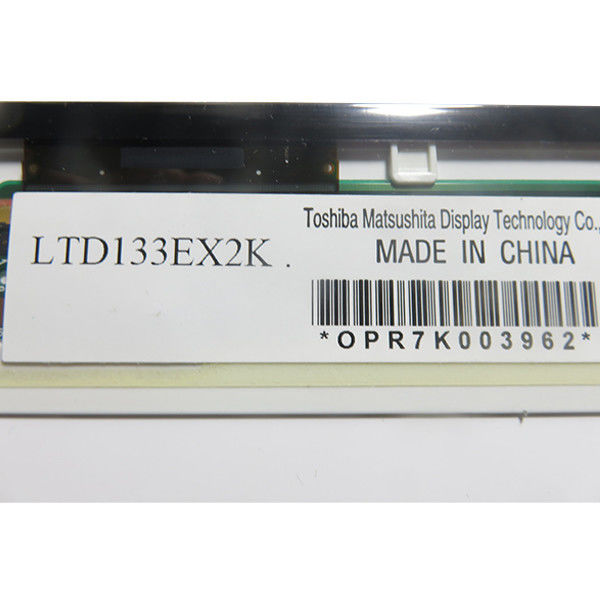 LTD133EX2K .
Toshiba Matsushita Display Technology Co.,
MADE IN CHINA
*OPR7K003962*